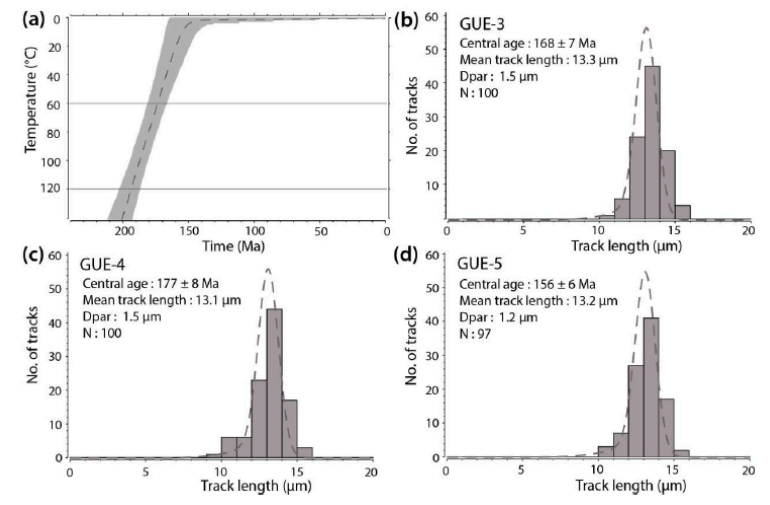 (a)
0
20
40
60
80
100
120
Temperature (°C)
200
150
100
50
0
Time (Ma)
(b)
GUE-3
Central age : 168 ± 7 Ma
Mean track length : 13.3 µm
Dpar : 1.5 µm
N : 100
60
50
40
30
20
10
No. of tracks
0
5
10
15
20
Track length (µm)
(c)
GUE-4
Central age : 177 ± 8 Ma
Mean track length : 13.1 µm
Dpar : 1.5 µm
N : 100
60
50
40
30
20
10
0
No. of tracks
0
5
10
15
20
Track length (µm)
(d)
GUE-5
Central age : 156 ± 6 Ma
Mean track length : 13.2 µm
Dpar : 1.2 µm
N : 97
60
50
40
30
20
10
0
No. of tracks
0
5
10
15
20
Track length (µm)